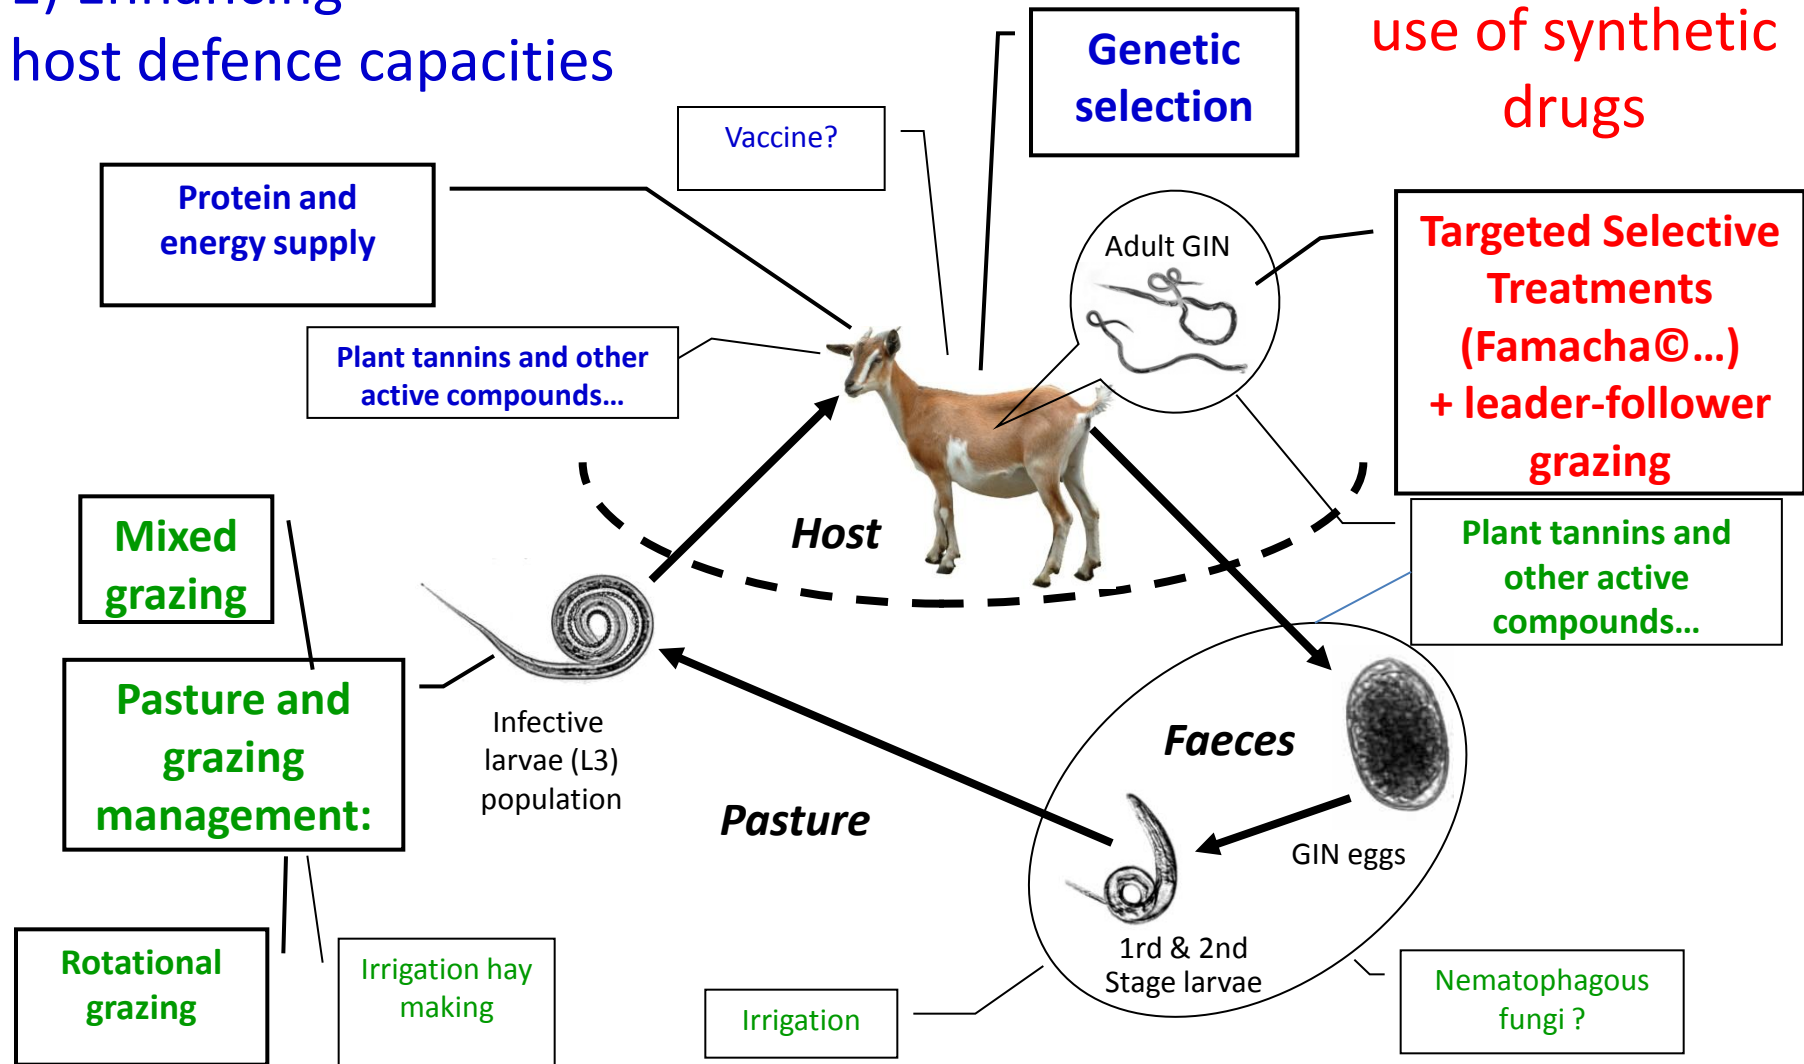 1) Enhancing
host defence capacities
use of synthetic
drugs
Genetic
selection
Vaccine?
Protein and
energy supply
Plant tannins and other
active compounds...
Adult GIN
Targeted Selective
Treatments
(Famacha©...)
+ leader-follower
grazing
Host
Mixed
grazing
Plant tannins and
other active
compounds...
Pasture and
grazing
management:
Infective
larvae (L3)
population
Faeces
Pasture
GIN eggs
1rd & 2nd
Stage larvae
Rotational
grazing
Irrigation hay
making
Irrigation
Nematophagous
fungi ?